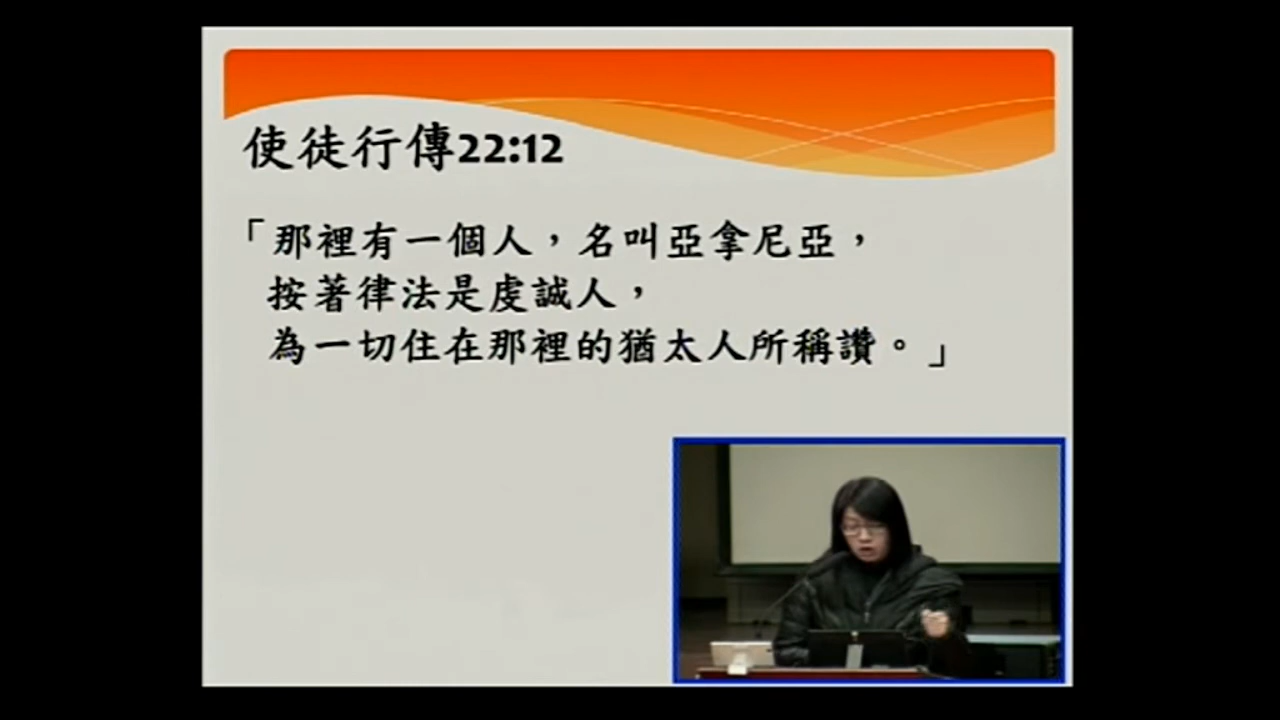 使徒行傳22:12
「那裡有一個人，名叫亞拿尼亞，
按著律法是虔誠人，
為一切住在那裡的猶太人所稱讚。」